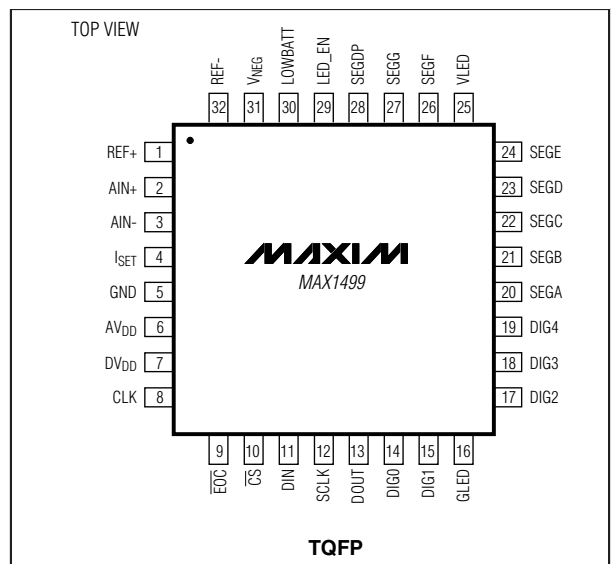 TOP VIEW
REF-
VNEG
LOWBATT
LED_EN
SEGDP
SEGG
SEGF
VLED
32 31 30 29 28 27 26 25
REF+ 1
AIN+ 2
AIN- 3
ISET 4
GND 5
AVDD 6
DVDD 7
CLK 8
MAXIM
MAX1499
24 SEGE
23 SEGD
22 SEGC
21 SEGB
20 SEGA
19 DIG4
18 DIG3
17 DIG2
9 10 11 12 13 14 15 16
EOC
CS
DIN
SCLK
DOUT
DIG0
DIG1
GLED
TQFP